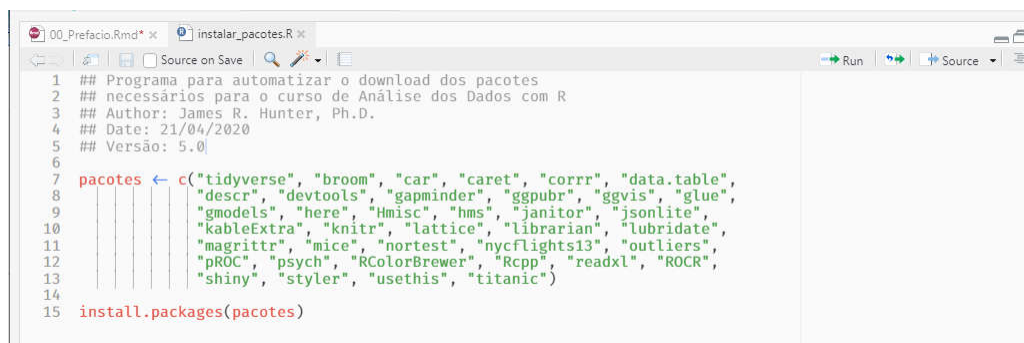 00_Prefacio.Rmd* × instalar_pacotes.R ×
Source on Save Run Source
1 ## Programa para automatizar o download dos pacotes
2 ## necessários para o curso de Análise dos Dados com R
3 ## Author: James R. Hunter, Ph.D.
4 ## Date: 21/04/2020
5 ## Versão: 5.0
6
7 pacotes ← c("tidyverse", "broom", "car", "caret", "corrr", "data.table",
8 "descr", "devtools", "gapminder", "ggpubr", "ggvis", "glue",
9 "gmodels", "here", "Hmisc", "hms", "janitor", "jsonlite",
10 "kableExtra", "knitr", "lattice", "librarian", "lubridate",
11 "magrittr", "mice", "nortest", "nycflights13", "outliers",
12 "pROC", "psych", "RColorBrewer", "Rcpp", "readxl", "ROCR",
13 "shiny", "styler", "usethis", "titanic")
14
15 install.packages(pacotes)